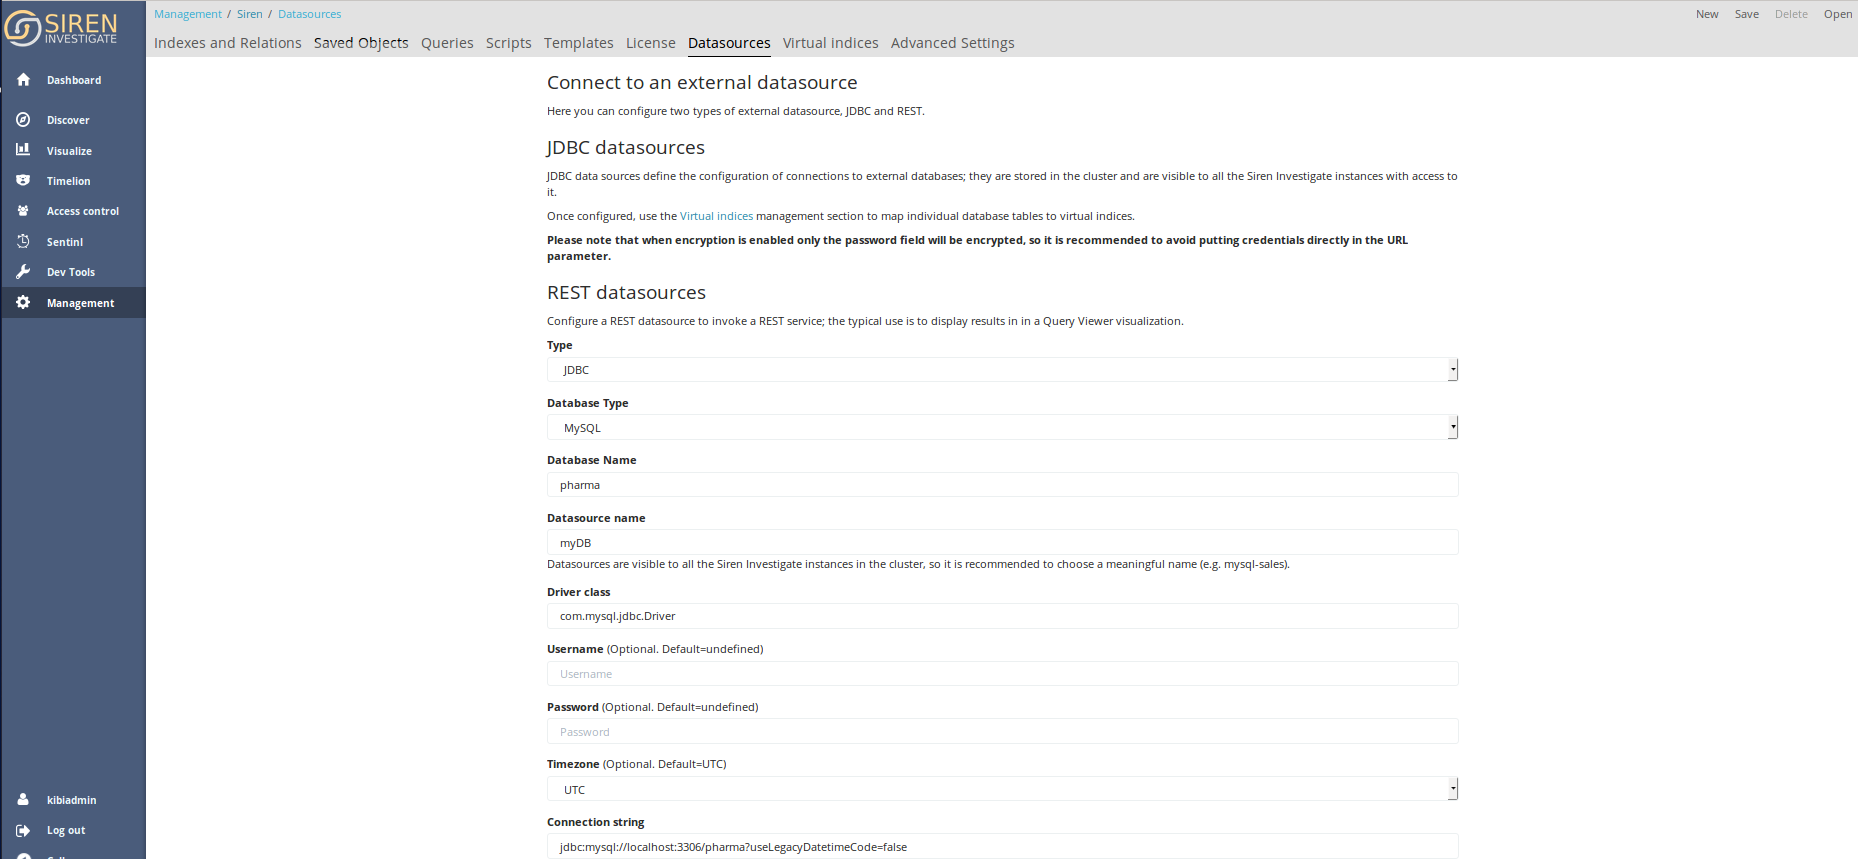 SIREN
INVESTIGATE
Management / Siren / Datasources
New Save Delete Open
Indexes and Relations Saved Objects Queries Scripts Templates License Datasources Virtual indices Advanced Settings
Dashboard
Discover
Visualize
Timelion
Access control
Sentinl
Dev Tools
Management
kibiadmin
Log out
Connect to an external datasource
Here you can configure two types of external datasource, JDBC and REST.
JDBC datasources
JDBC data sources define the configuration of connections to external databases; they are stored in the cluster and are visible to all the Siren Investigate instances with access to
it.
Once configured, use the Virtual indices management section to map individual database tables to virtual indices.
Please note that when encryption is enabled only the password field will be encrypted, so it is recommended to avoid putting credentials directly in the URL
parameter.
REST datasources
Configure a REST datasource to invoke a REST service; the typical use is to display results in in a Query Viewer visualization.
Type
JDBC
Database Type
MySQL
Database Name
pharma
Datasource name
myDB
Datasources are visible to all the Siren Investigate instances in the cluster, so it is recommended to choose a meaningful name (e.g. mysql-sales).
Driver class
com.mysql.jdbc.Driver
Username (Optional. Default=undefined)
Username
Password (Optional. Default=undefined)
Password
Timezone (Optional. Default=UTC)
UTC
Connection string
jdbc:mysql://localhost:3306/pharma?useLegacyDatetimeCode=false